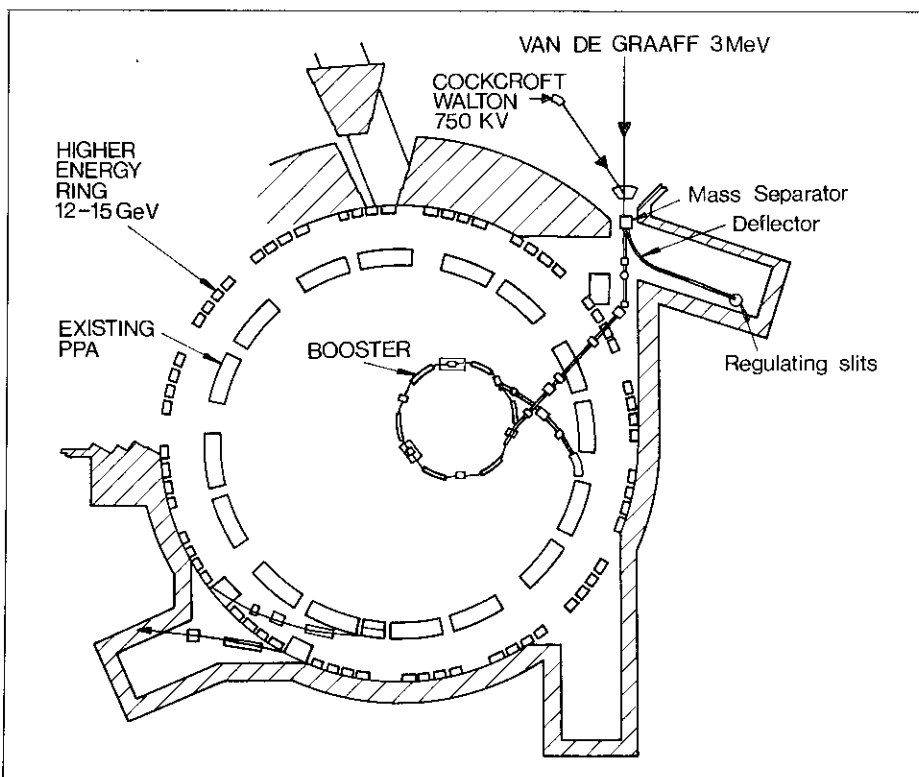 VAN DE GRAAFF 3MeV
COCKCROFT
WALTON
750 KV
HIGHER
ENERGY
RING
12–15 GeV
Mass Separator
Deflector
EXISTING
PPA
BOOSTER
Regulating slits